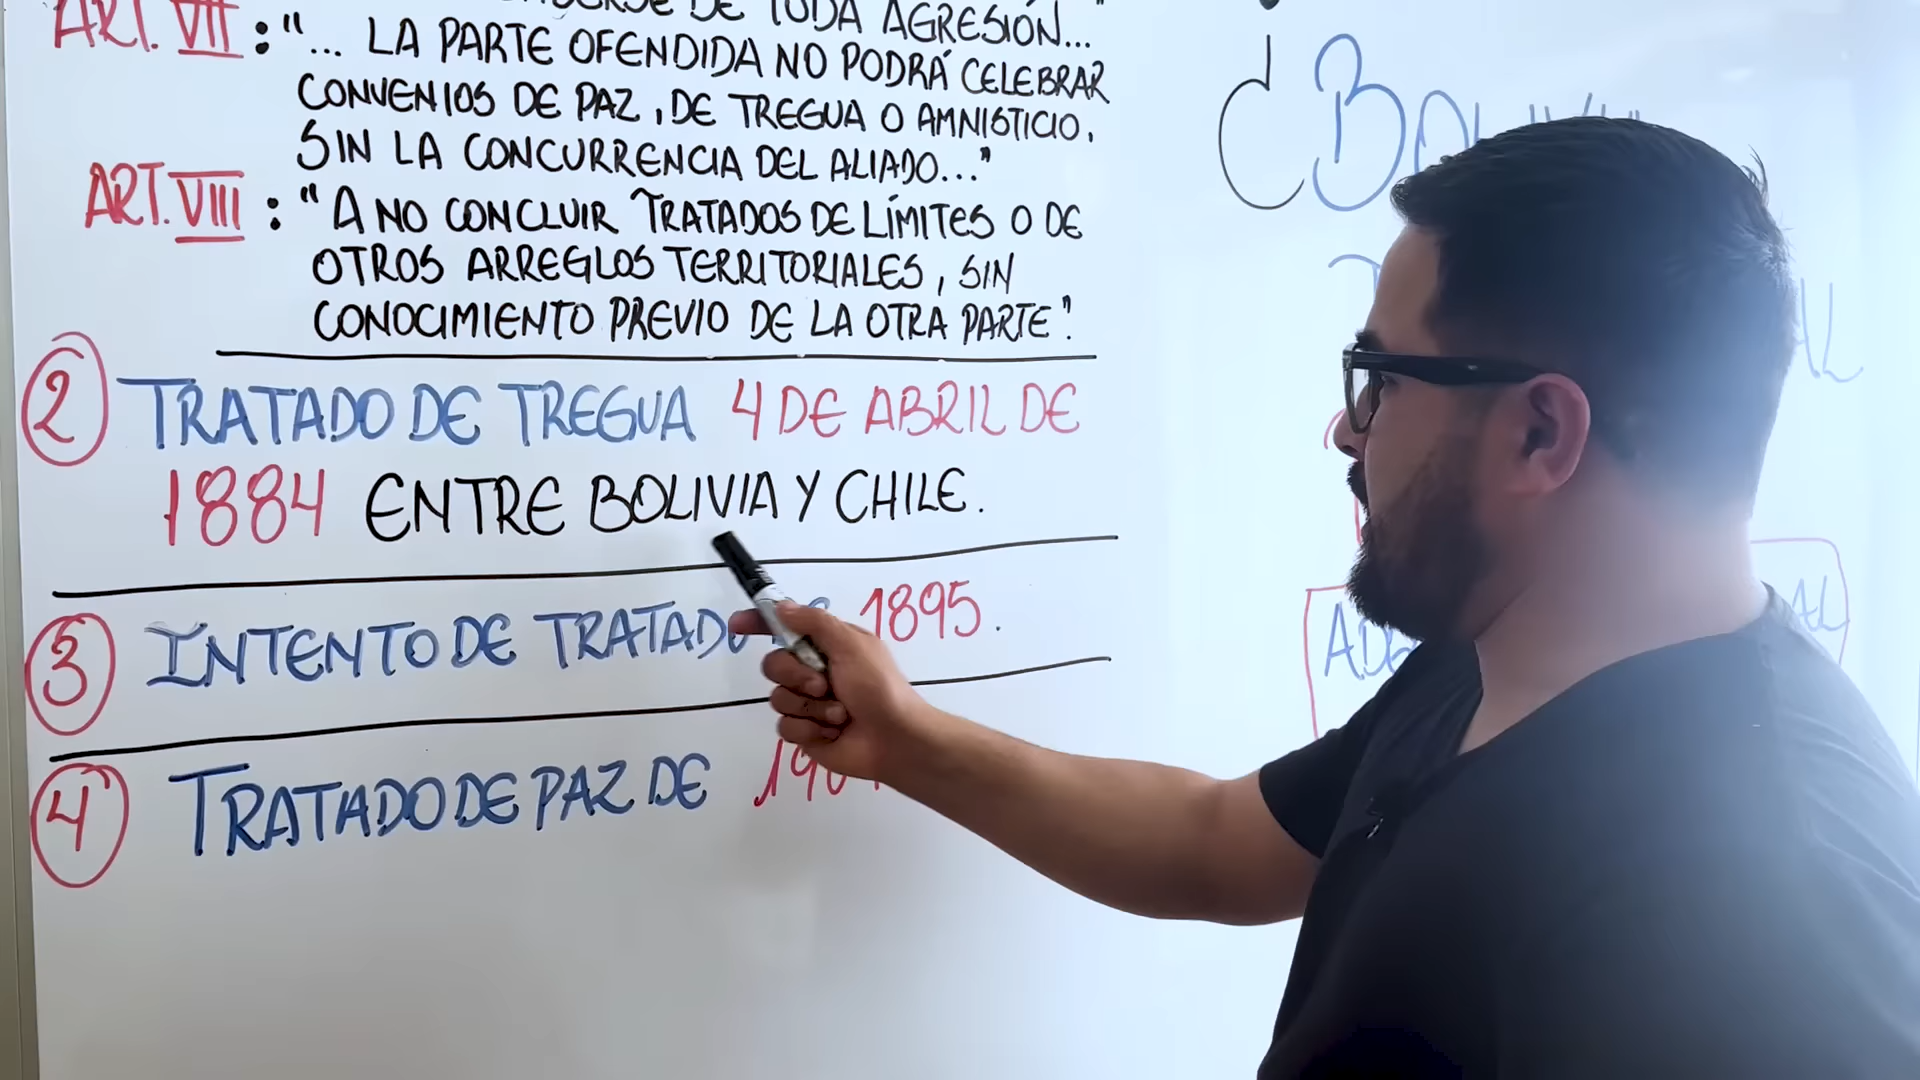 DE TODA AGRESIÓN..."
ART. VII : "... LA PARTE OFENDIDA NO PODRÁ CELEBRAR
CONVENIOS DE PAZ, DE TREGUA O AMNISTICIO,
SIN LA CONCURRENCIA DEL ALIADO..."
ART. VIII : "A NO CONCLUIR TRATADOS DE LÍMITES O DE
OTROS ARREGLOS TERRITORIALES, SIN
CONOCIMIENTO PREVIO DE LA OTRA PARTE".
2 TRATADO DE TREGUA 4 DE ABRIL DE
1884 ENTRE BOLIVIA Y CHILE.
3 INTENTO DE TRATADO 1895.
4 TRATADO DE PAZ DE